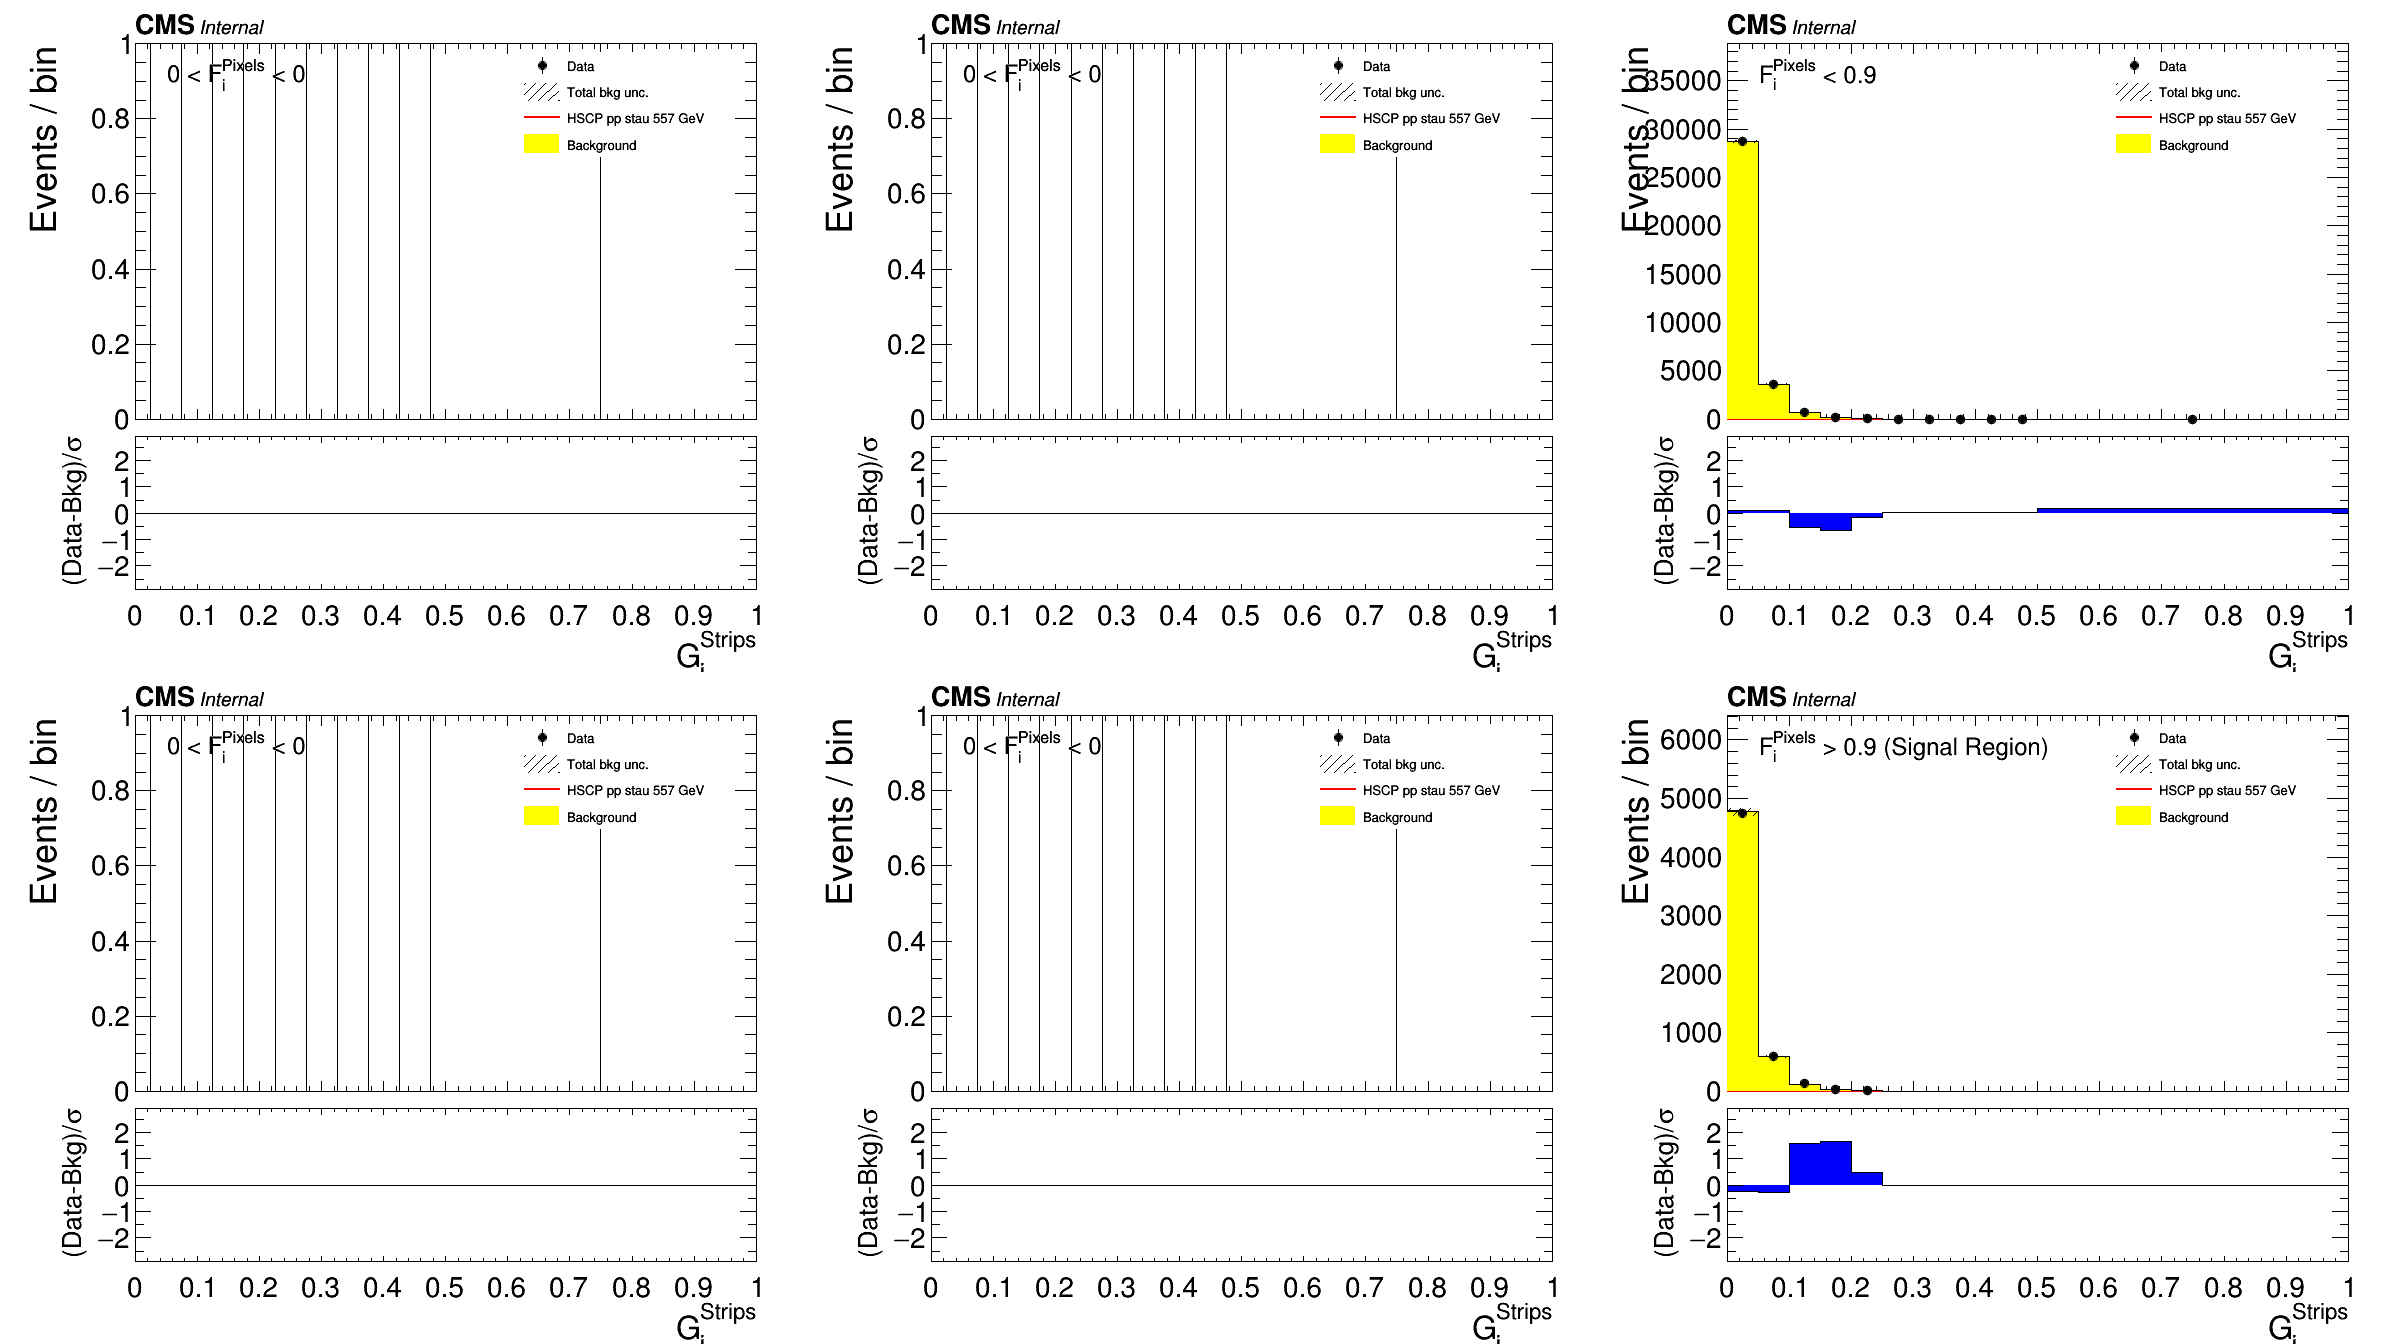 CMS Internal
Events / bin
0 < F_i^Pixels < 0
Data
Total bkg unc.
HSCP pp stau 557 GeV
Background
1
0.8
0.6
0.4
0.2
0
(Data-Bkg)/σ
2
1
0
−1
−2
0 0.1 0.2 0.3 0.4 0.5 0.6 0.7 0.8 0.9 1
G_i^Strips
CMS Internal
Events / bin
0 < F_i^Pixels < 0
Data
Total bkg unc.
HSCP pp stau 557 GeV
Background
1
0.8
0.6
0.4
0.2
0
(Data-Bkg)/σ
2
1
0
−1
−2
0 0.1 0.2 0.3 0.4 0.5 0.6 0.7 0.8 0.9 1
G_i^Strips
CMS Internal
Events / bin
F_i^Pixels < 0.9
Data
Total bkg unc.
HSCP pp stau 557 GeV
Background
35000
30000
25000
20000
15000
10000
5000
0
(Data-Bkg)/σ
2
1
0
−1
−2
0 0.1 0.2 0.3 0.4 0.5 0.6 0.7 0.8 0.9 1
G_i^Strips
CMS Internal
Events / bin
0 < F_i^Pixels < 0
Data
Total bkg unc.
HSCP pp stau 557 GeV
Background
1
0.8
0.6
0.4
0.2
0
(Data-Bkg)/σ
2
1
0
−1
−2
0 0.1 0.2 0.3 0.4 0.5 0.6 0.7 0.8 0.9 1
G_i^Strips
CMS Internal
Events / bin
0 < F_i^Pixels < 0
Data
Total bkg unc.
HSCP pp stau 557 GeV
Background
1
0.8
0.6
0.4
0.2
0
(Data-Bkg)/σ
2
1
0
−1
−2
0 0.1 0.2 0.3 0.4 0.5 0.6 0.7 0.8 0.9 1
G_i^Strips
CMS Internal
Events / bin
F_i^Pixels > 0.9 (Signal Region)
Data
Total bkg unc.
HSCP pp stau 557 GeV
Background
6000
5000
4000
3000
2000
1000
0
(Data-Bkg)/σ
2
1
0
−1
−2
0 0.1 0.2 0.3 0.4 0.5 0.6 0.7 0.8 0.9 1
G_i^Strips